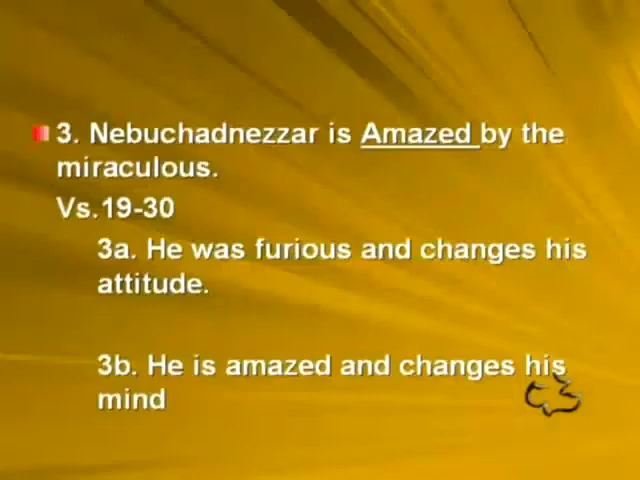 3. Nebuchadnezzar is Amazed by the
miraculous.
Vs.19-30
3a. He was furious and changes his
attitude.
3b. He is amazed and changes his
mind